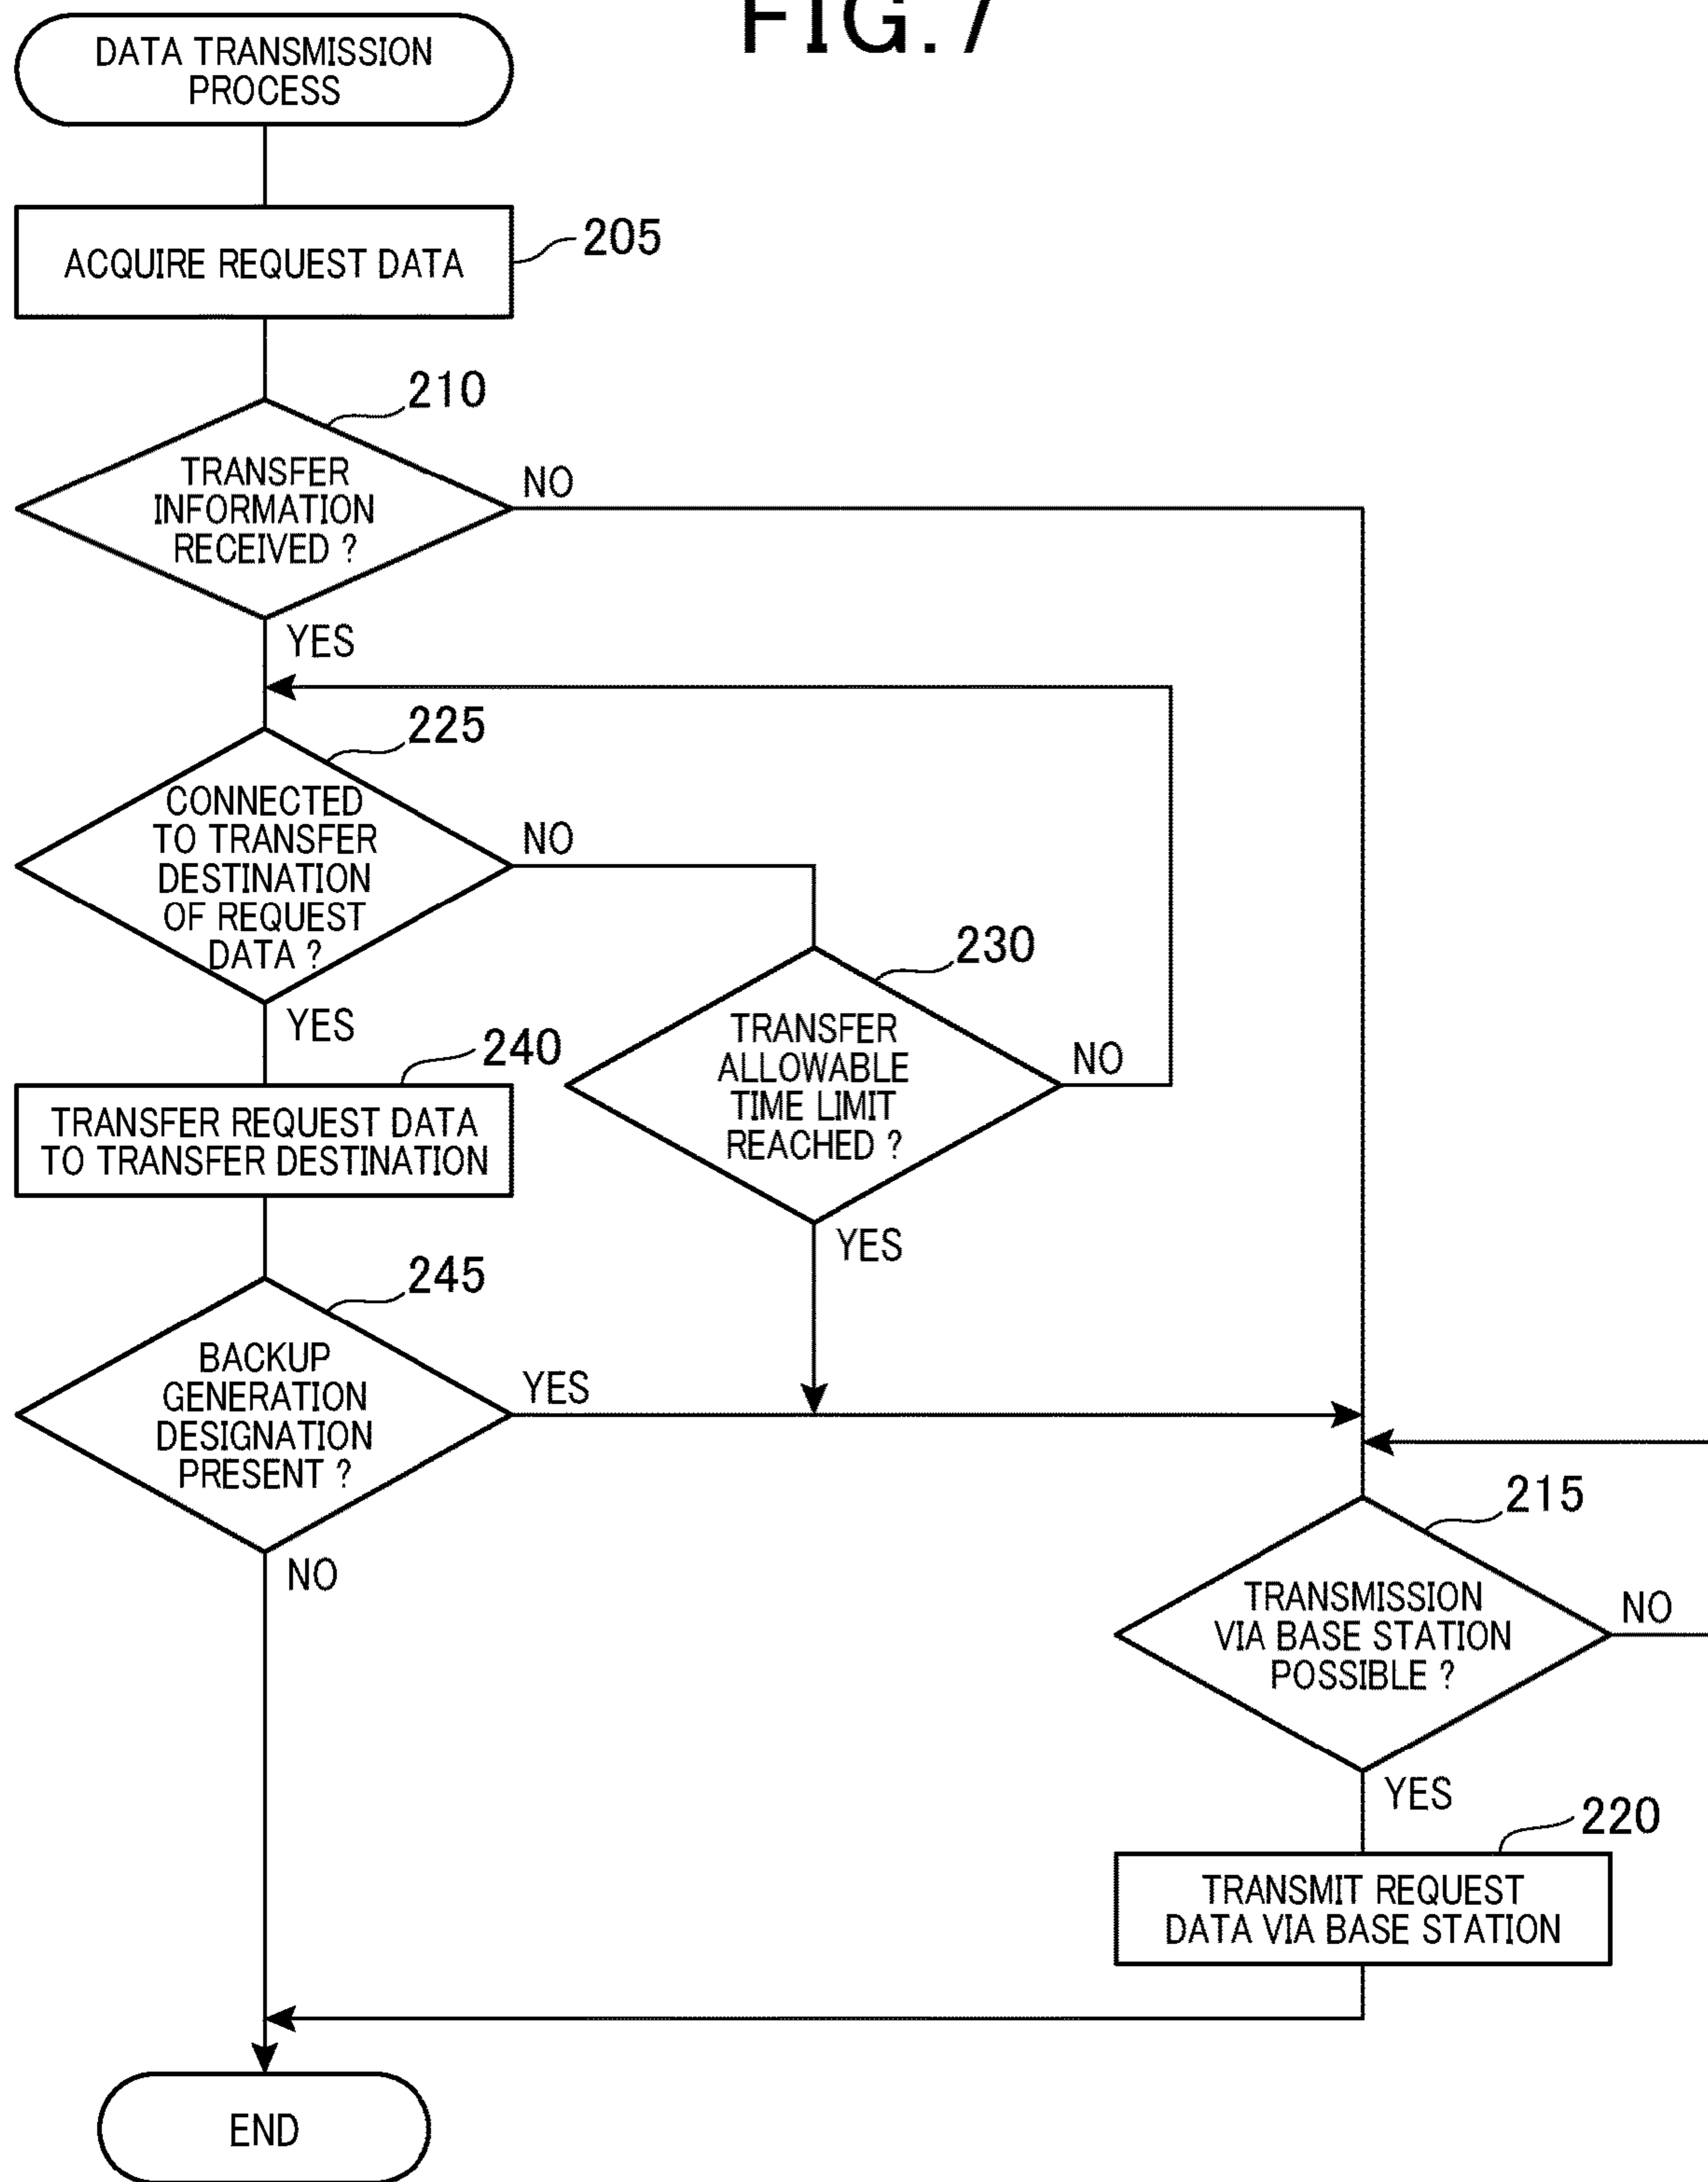 FIG. 7
DATA TRANSMISSION
PROCESS
ACQUIRE REQUEST DATA
205
210
TRANSFER
INFORMATION
RECEIVED ?
NO
YES
225
CONNECTED
TO TRANSFER
DESTINATION
OF REQUEST
DATA ?
NO
YES
230
TRANSFER
ALLOWABLE
TIME LIMIT
REACHED ?
NO
YES
240
TRANSFER REQUEST DATA
TO TRANSFER DESTINATION
245
BACKUP
GENERATION
DESIGNATION
PRESENT ?
YES
NO
215
TRANSMISSION
VIA BASE STATION
POSSIBLE ?
NO
YES
220
TRANSMIT REQUEST
DATA VIA BASE STATION
END